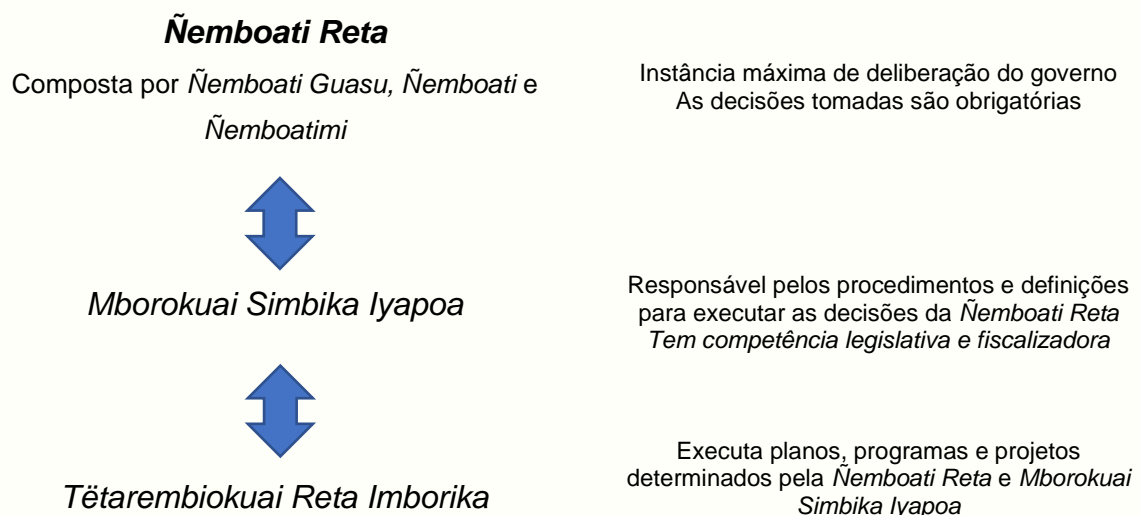 Ñemboati Reta
Composta por Ñemboati Guasu, Ñemboati e
Ñemboatimi
Instância máxima de deliberação do governo
As decisões tomadas são obrigatórias
Mborokuai Simbika Iyapoa
Responsável pelos procedimentos e definições
para executar as decisões da Ñemboati Reta
Tem competência legislativa e fiscalizadora
Tëtarembiokuai Reta Imborika
Executa planos, programas e projetos
determinados pela Ñemboati Reta e Mborokuai
Simbika Iyapoa